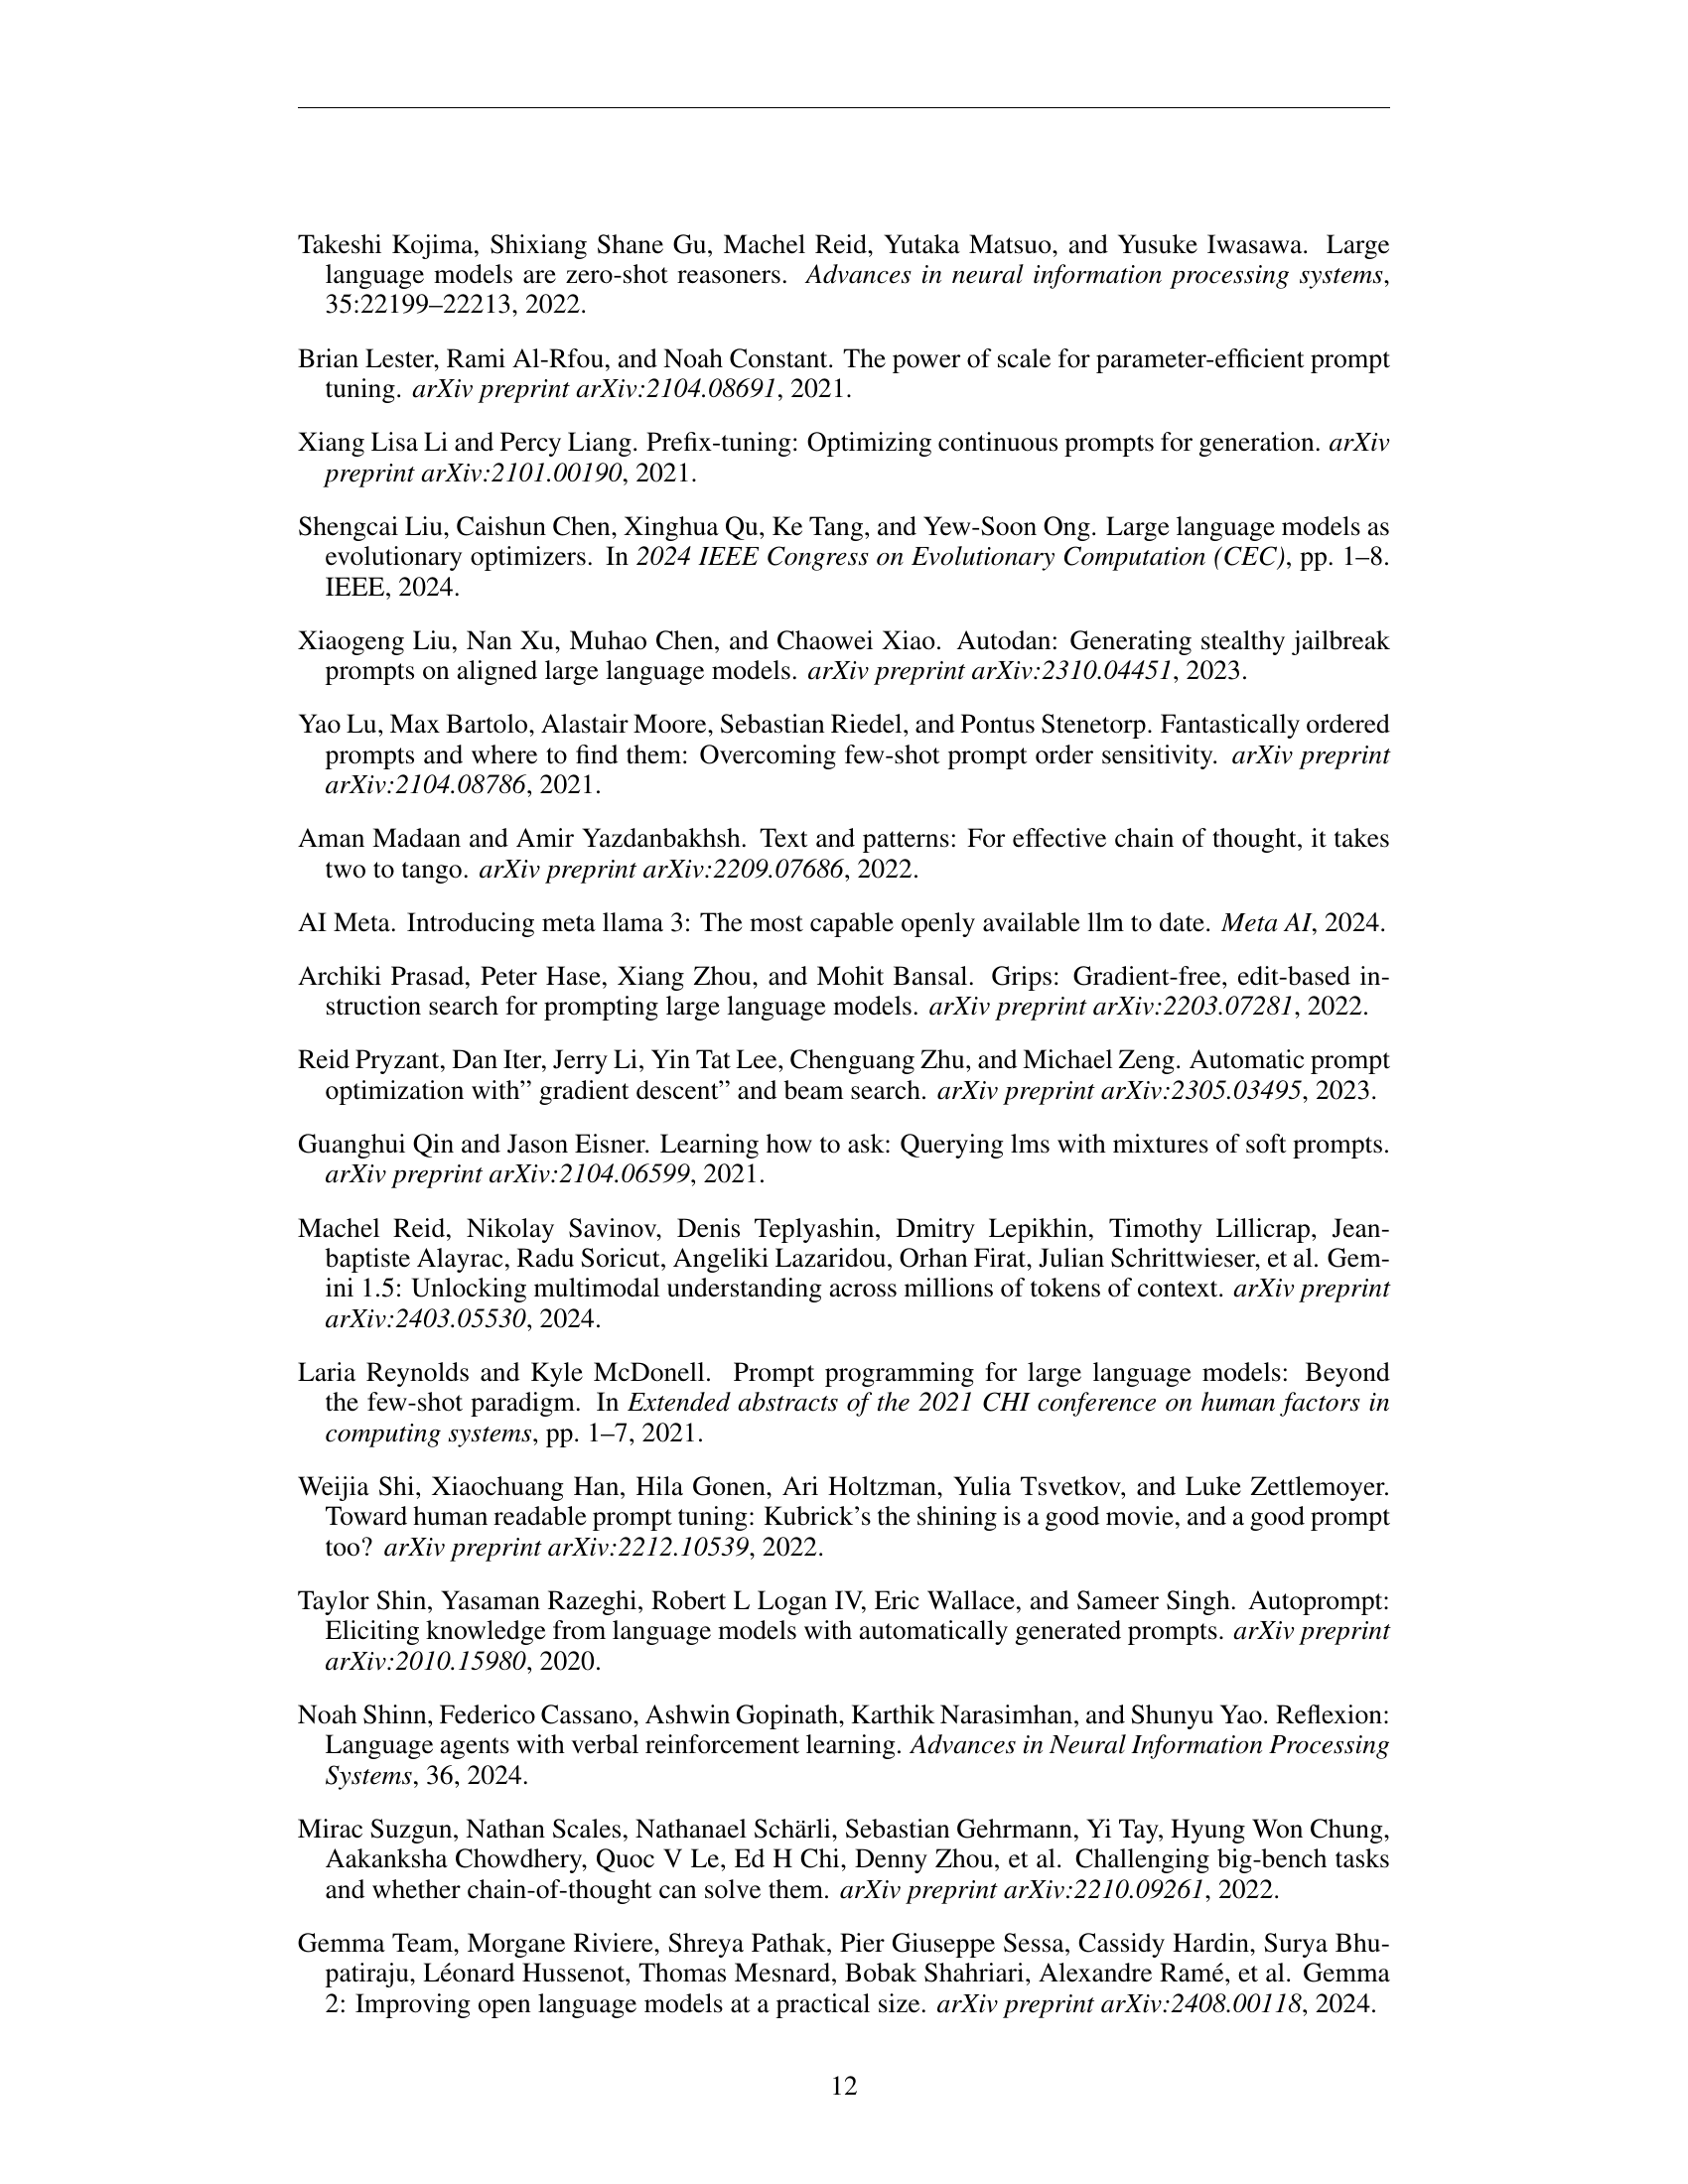 Takeshi Kojima, Shixiang Shane Gu, Machel Reid, Yutaka Matsuo, and Yusuke Iwasawa. Large
language models are zero-shot reasoners. Advances in neural information processing systems,
35:22199–22213, 2022.
Brian Lester, Rami Al-Rfou, and Noah Constant. The power of scale for parameter-efficient prompt
tuning. arXiv preprint arXiv:2104.08691, 2021.
Xiang Lisa Li and Percy Liang. Prefix-tuning: Optimizing continuous prompts for generation. arXiv
preprint arXiv:2101.00190, 2021.
Shengcai Liu, Caishun Chen, Xinghua Qu, Ke Tang, and Yew-Soon Ong. Large language models as
evolutionary optimizers. In 2024 IEEE Congress on Evolutionary Computation (CEC), pp. 1–8.
IEEE, 2024.
Xiaogeng Liu, Nan Xu, Muhao Chen, and Chaowei Xiao. Autodan: Generating stealthy jailbreak
prompts on aligned large language models. arXiv preprint arXiv:2310.04451, 2023.
Yao Lu, Max Bartolo, Alastair Moore, Sebastian Riedel, and Pontus Stenetorp. Fantastically ordered
prompts and where to find them: Overcoming few-shot prompt order sensitivity. arXiv preprint
arXiv:2104.08786, 2021.
Aman Madaan and Amir Yazdanbakhsh. Text and patterns: For effective chain of thought, it takes
two to tango. arXiv preprint arXiv:2209.07686, 2022.
AI Meta. Introducing meta llama 3: The most capable openly available llm to date. Meta AI, 2024.
Archiki Prasad, Peter Hase, Xiang Zhou, and Mohit Bansal. Grips: Gradient-free, edit-based in-
struction search for prompting large language models. arXiv preprint arXiv:2203.07281, 2022.
Reid Pryzant, Dan Iter, Jerry Li, Yin Tat Lee, Chenguang Zhu, and Michael Zeng. Automatic prompt
optimization with” gradient descent” and beam search. arXiv preprint arXiv:2305.03495, 2023.
Guanghui Qin and Jason Eisner. Learning how to ask: Querying lms with mixtures of soft prompts.
arXiv preprint arXiv:2104.06599, 2021.
Machel Reid, Nikolay Savinov, Denis Teplyashin, Dmitry Lepikhin, Timothy Lillicrap, Jean-
baptiste Alayrac, Radu Soricut, Angeliki Lazaridou, Orhan Firat, Julian Schrittwieser, et al. Gem-
ini 1.5: Unlocking multimodal understanding across millions of tokens of context. arXiv preprint
arXiv:2403.05530, 2024.
Laria Reynolds and Kyle McDonell. Prompt programming for large language models: Beyond
the few-shot paradigm. In Extended abstracts of the 2021 CHI conference on human factors in
computing systems, pp. 1–7, 2021.
Weijia Shi, Xiaochuang Han, Hila Gonen, Ari Holtzman, Yulia Tsvetkov, and Luke Zettlemoyer.
Toward human readable prompt tuning: Kubrick’s the shining is a good movie, and a good prompt
too? arXiv preprint arXiv:2212.10539, 2022.
Taylor Shin, Yasaman Razeghi, Robert L Logan IV, Eric Wallace, and Sameer Singh. Autoprompt:
Eliciting knowledge from language models with automatically generated prompts. arXiv preprint
arXiv:2010.15980, 2020.
Noah Shinn, Federico Cassano, Ashwin Gopinath, Karthik Narasimhan, and Shunyu Yao. Reflexion:
Language agents with verbal reinforcement learning. Advances in Neural Information Processing
Systems, 36, 2024.
Mirac Suzgun, Nathan Scales, Nathanael Schärli, Sebastian Gehrmann, Yi Tay, Hyung Won Chung,
Aakanksha Chowdhery, Quoc V Le, Ed H Chi, Denny Zhou, et al. Challenging big-bench tasks
and whether chain-of-thought can solve them. arXiv preprint arXiv:2210.09261, 2022.
Gemma Team, Morgane Riviere, Shreya Pathak, Pier Giuseppe Sessa, Cassidy Hardin, Surya Bhu-
patiraju, Léonard Hussenot, Thomas Mesnard, Bobak Shahriari, Alexandre Ramé, et al. Gemma
2: Improving open language models at a practical size. arXiv preprint arXiv:2408.00118, 2024.
12